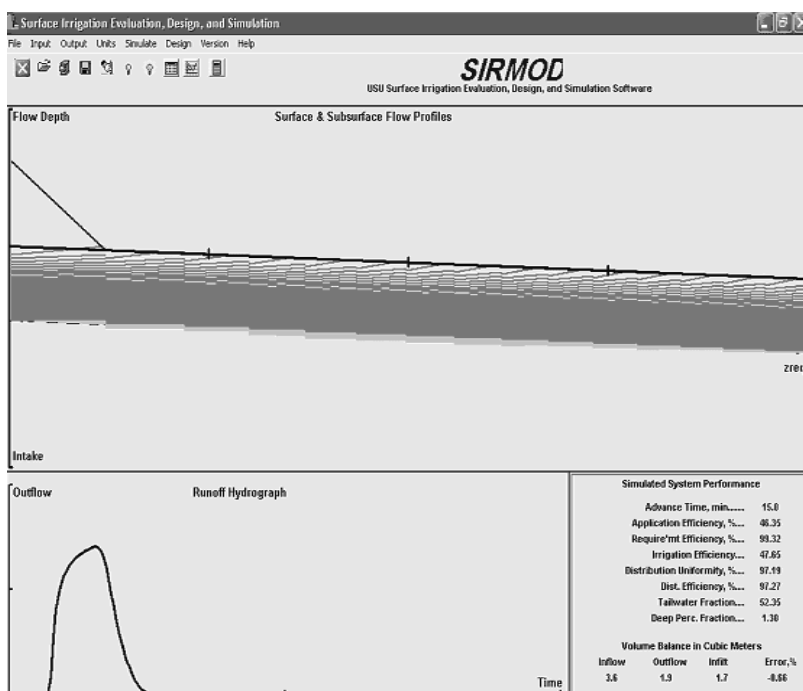 Surface Irrigation Evaluation, Design, and Simulation
File Input Output Units Simulate Design Version Help
SIRMOD
USU Surface Irrigation Evaluation, Design, and Simulation Software
Flow Depth
Surface & Subsurface Flow Profiles
zreq
Intake
Outflow
Runoff Hydrograph
Time
Simulated System Performance
Advance Time, min...... 15.0
Application Efficiency, %.... 46.35
Require'mt Efficiency, %.... 99.32
Irrigation Efficiency.... 47.65
Distribution Uniformity, %.... 97.19
Dist. Efficiency, %.... 97.27
Tailwater Fraction.... 52.35
Deep Perc. Fraction.... 1.30
Volume Balance in Cubic Meters
Inflow Outflow Infilt Error,%
3.6 1.9 1.7 -0.66